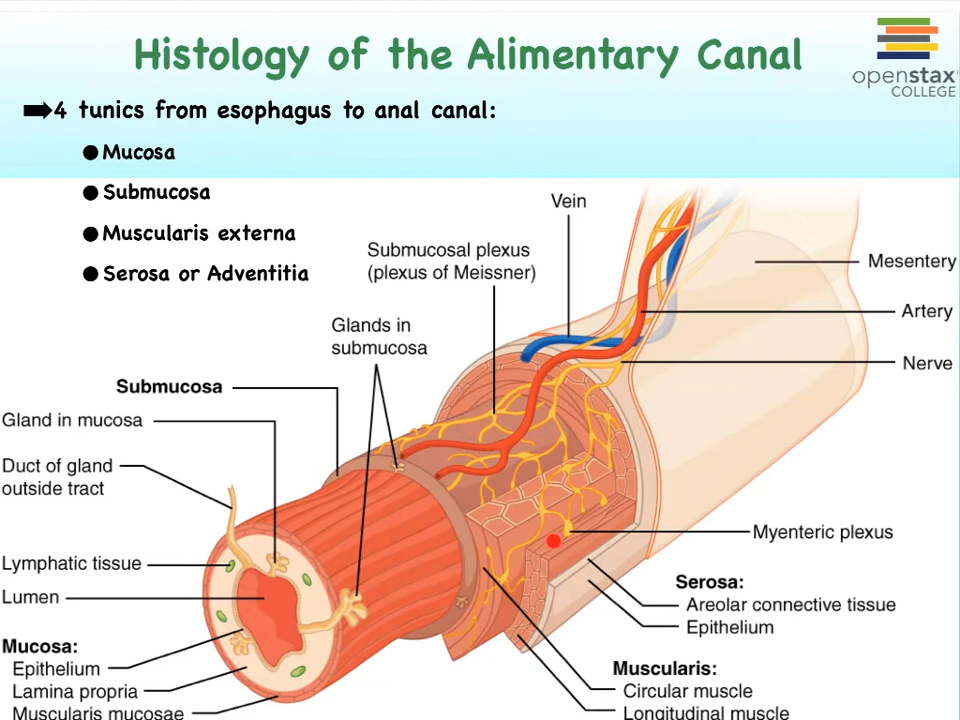 Histology of the Alimentary Canal
openstax
COLLEGE
4 tunics from esophagus to anal canal:
Mucosa
Submucosa
Muscularis externa
Serosa or Adventitia
Vein
Submucosal plexus
(plexus of Meissner)
Mesentery
Artery
Glands in
submucosa
Nerve
Submucosa
Gland in mucosa
Duct of gland
outside tract
Myenteric plexus
Lymphatic tissue
Lumen
Serosa:
Areolar connective tissue
Epithelium
Mucosa:
Epithelium
Lamina propria
Muscularis mucosae
Muscularis:
Circular muscle
Longitudinal muscle